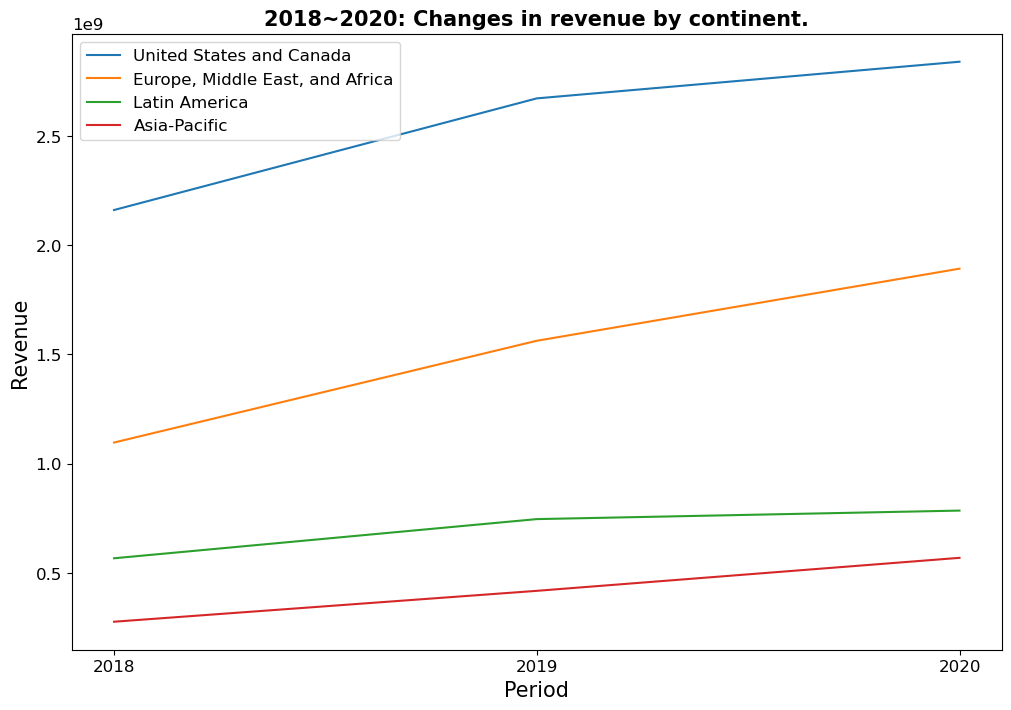 2018~2020: Changes in revenue by continent.
1e9
United States and Canada
Europe, Middle East, and Africa
Latin America
Asia-Pacific
2.5
2.0
1.5
1.0
0.5
Revenue
2018 2019 2020
Period